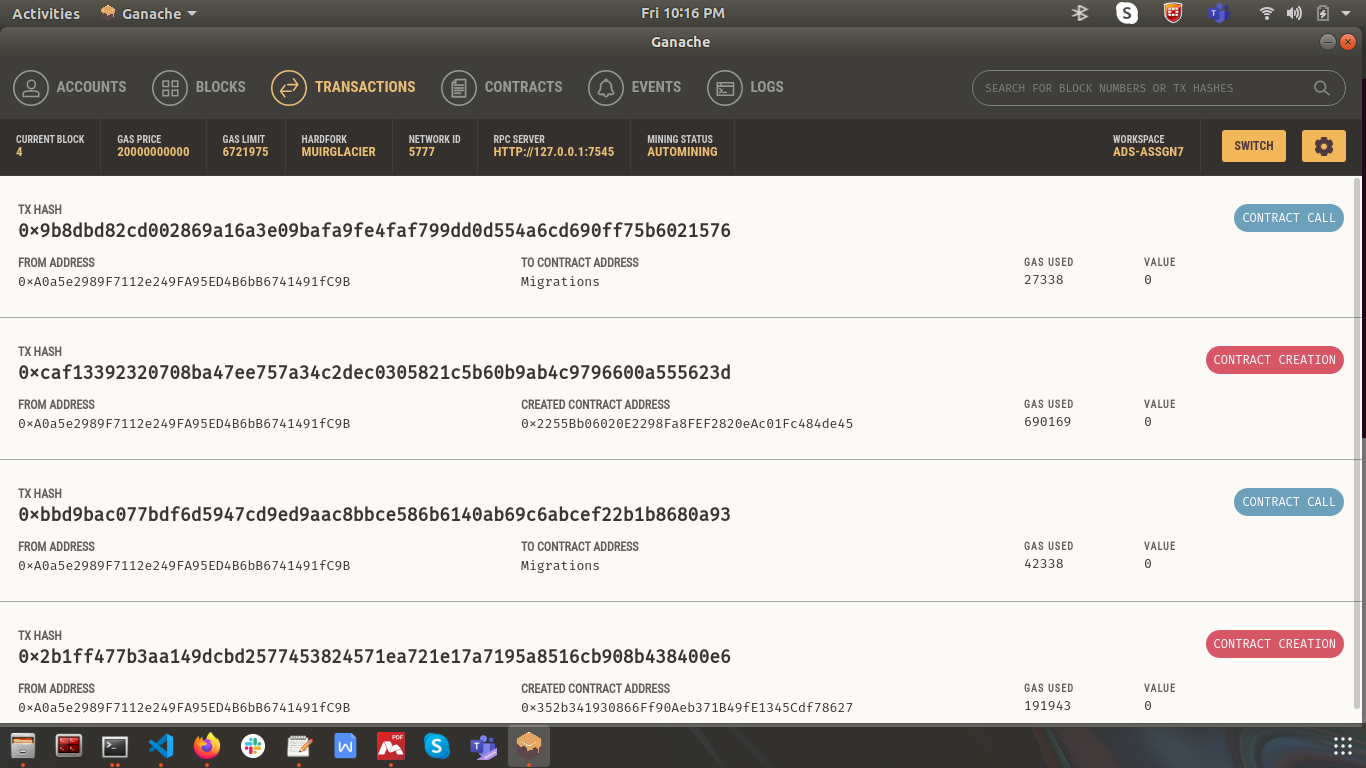 Activities Ganache Fri 10:16 PM
Ganache
ACCOUNTS BLOCKS TRANSACTIONS CONTRACTS EVENTS LOGS SEARCH FOR BLOCK NUMBERS OR TX HASHES
CURRENT BLOCK GAS PRICE GAS LIMIT HARDFORK NETWORK ID RPC SERVER MINING STATUS WORKSPACE
4 20000000000 6721975 MUIRGLACIER 5777 HTTP://127.0.0.1:7545 AUTOMINING ADS-ASSGN7 SWITCH
TX HASH
0×9b8dbd82cd002869a16a3e09bafa9fe4faf799dd0d554a6cd690ff75b6021576 CONTRACT CALL
FROM ADDRESS TO CONTRACT ADDRESS GAS USED VALUE
0×A0a5e2989F7112e249FA95ED4B6bB6741491fC9B Migrations 27338 0
TX HASH
0×caf13392320708ba47ee757a34c2dec0305821c5b60b9ab4c9796600a555623d CONTRACT CREATION
FROM ADDRESS CREATED CONTRACT ADDRESS GAS USED VALUE
0×A0a5e2989F7112e249FA95ED4B6bB6741491fC9B 0×2255Bb06020E2298Fa8FEF2820eAc01Fc484de45 690169 0
TX HASH
0×bbd9bac077bdf6d5947cd9ed9aac8bbce586b6140ab69c6abcef22b1b8680a93 CONTRACT CALL
FROM ADDRESS TO CONTRACT ADDRESS GAS USED VALUE
0×A0a5e2989F7112e249FA95ED4B6bB6741491fC9B Migrations 42338 0
TX HASH
0×2b1ff477b3aa149dcbd2577453824571ea721e17a7195a8516cb908b438400e6 CONTRACT CREATION
FROM ADDRESS CREATED CONTRACT ADDRESS GAS USED VALUE
0×A0a5e2989F7112e249FA95ED4B6bB6741491fC9B 0×352b341930866Ff90Aeb371B49fE1345Cdf78627 191943 0